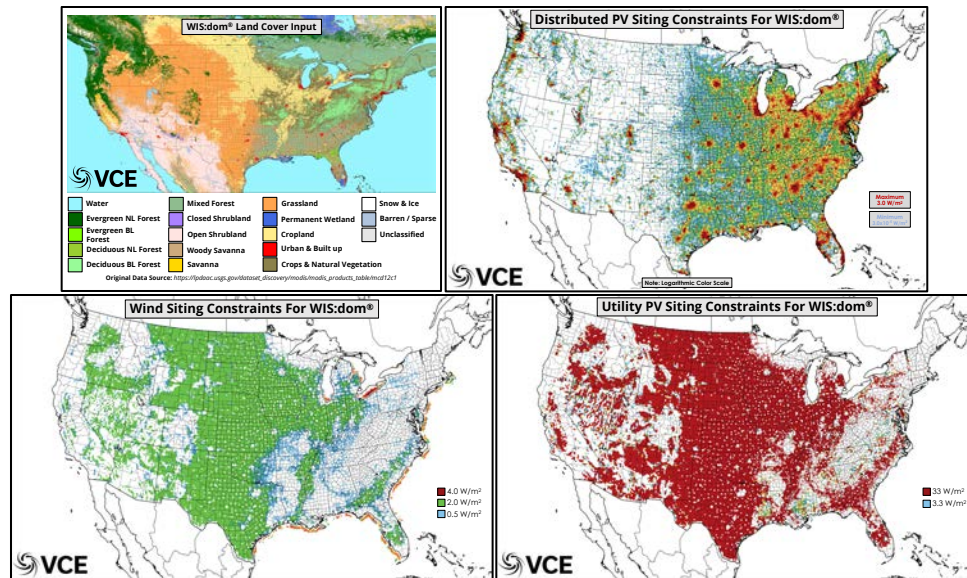 WIS:dom® Land Cover Input
VCE
Water
Evergreen NL Forest
Evergreen BL
Forest
Deciduous NL Forest
Deciduous BL Forest
Mixed Forest
Closed Shrubland
Open Shrubland
Woody Savanna
Savanna
Grassland
Permanent Wetland
Cropland
Urban & Built up
Crops & Natural Vegetation
Snow & Ice
Barren / Sparse
Unclassified
Original Data Source: https://lpdaac.usgs.gov/dataset_discovery/modis/modis_products_table/mcd12c1
Distributed PV Siting Constraints For WIS:dom®
Maximum
3.0 W/m²
Minimum
VCE
Note: Logarithmic Color Scale
Wind Siting Constraints For WIS:dom®
4.0 W/m²
2.0 W/m²
0.5 W/m²
VCE
Utility PV Siting Constraints For WIS:dom®
33 W/m²
3.3 W/m²
VCE